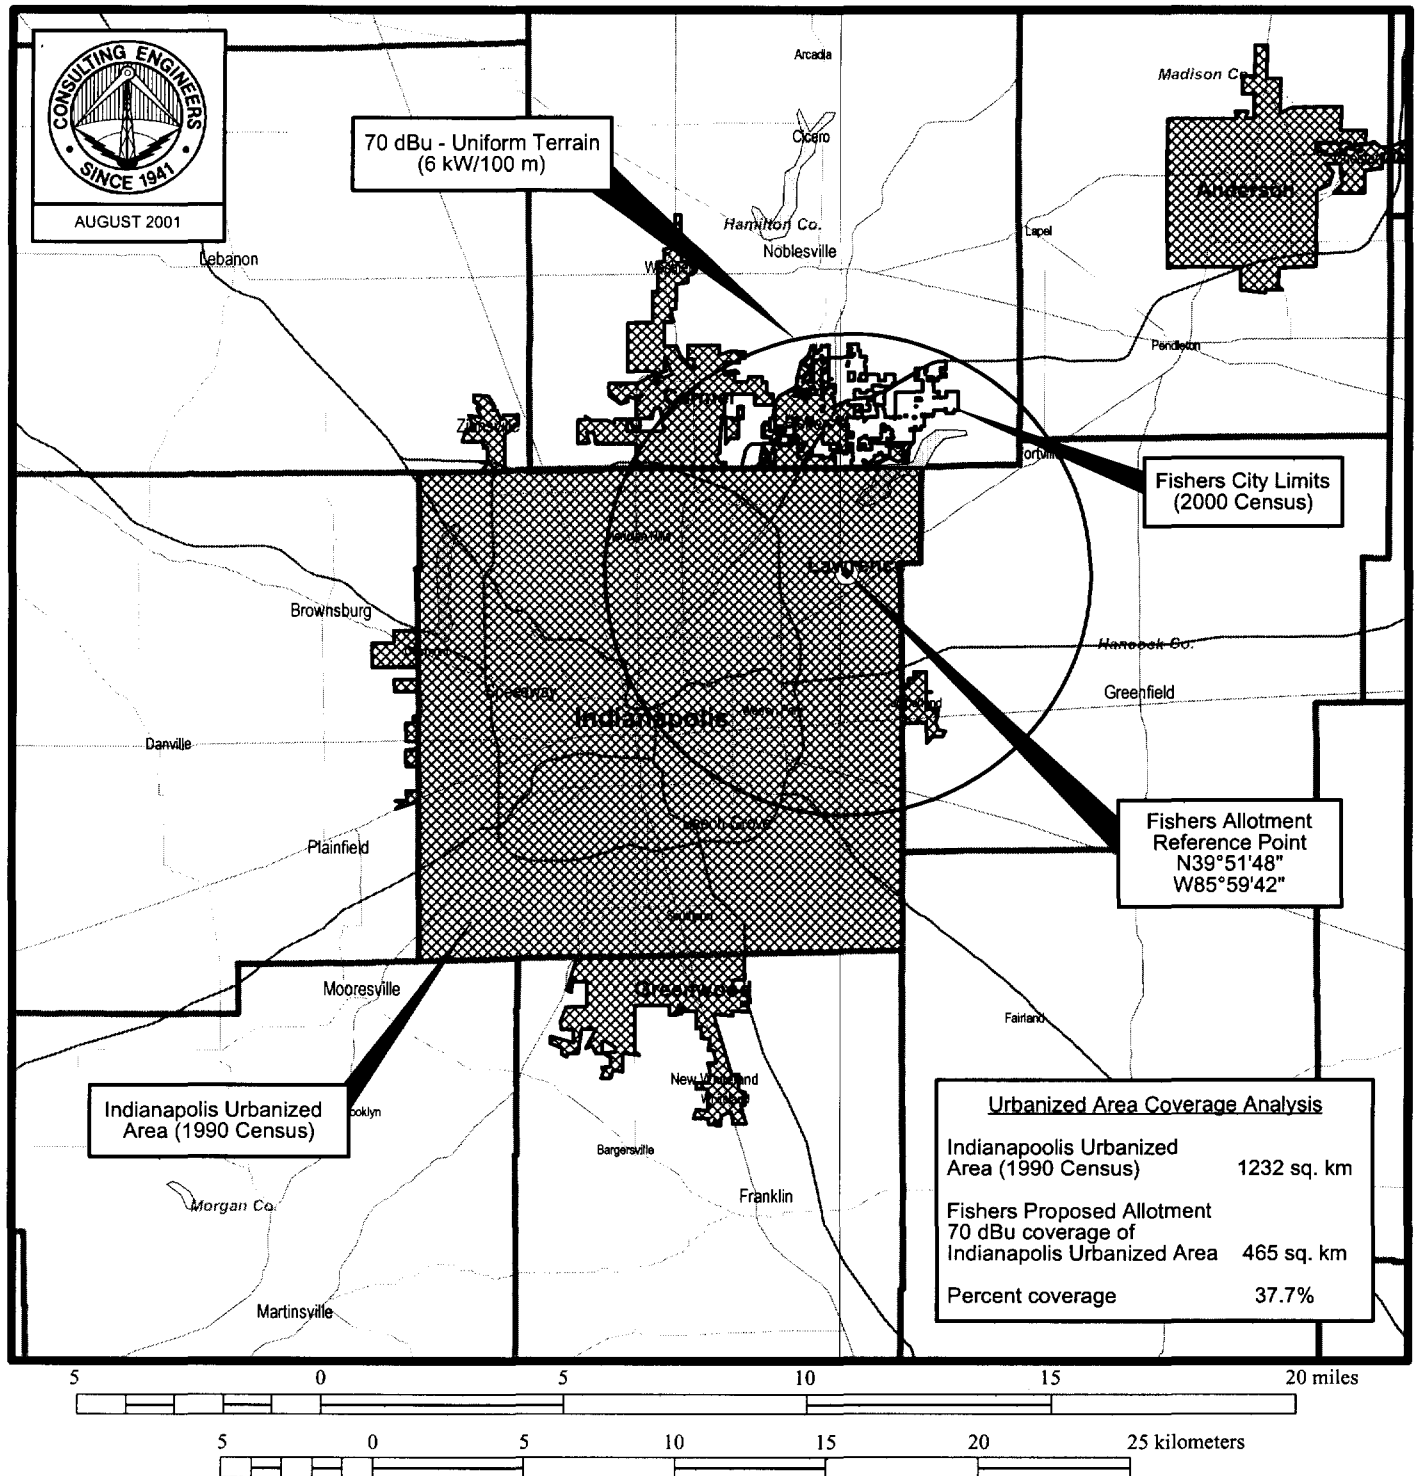 CONSULTING ENGINEERS
• SINCE 1941 •
AUGUST 2001
Arcadia
Madison Co.
70 dBu - Uniform Terrain
(6 kW/100 m)
Cicero
Anderson
Hamilton Co.
Noblesville
Lapel
Lebanon
Pendleton
Fishers City Limits
(2000 Census)
Lawrence
Brownsburg
Hancock Co.
Speedway
Greenfield
Indianapolis
Danville
Beech Grove
Fishers Allotment
Reference Point
N39°51'48"
W85°59'42"
Plainfield
Southport
Mooresville
Greenwood
Fairland
New Whiteland
Indianapolis Urbanized
Area (1990 Census)
ooklyn
Bargersville
Morgan Co.
Franklin
Martinsville
Urbanized Area Coverage Analysis
Indianapoolis Urbanized
Area (1990 Census) 1232 sq. km
Fishers Proposed Allotment
70 dBu coverage of
Indianapolis Urbanized Area 465 sq. km
Percent coverage 37.7%
5 0 5 10 15 20 miles
5 0 5 10 15 20 25 kilometers